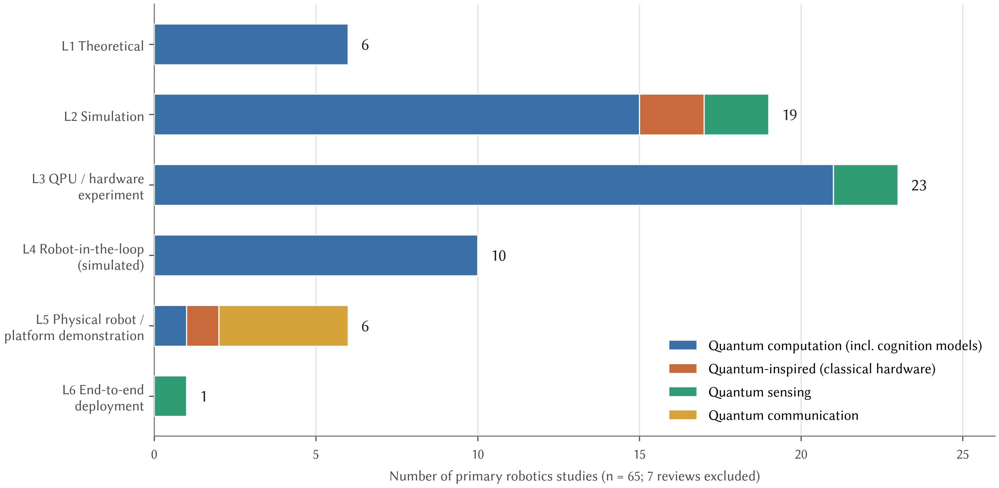 L1 Theoretical
6
L2 Simulation
19
L3 QPU / hardware
experiment
23
L4 Robot-in-the-loop
(simulated)
10
L5 Physical robot /
platform demonstration
6
L6 End-to-end
deployment
1
Quantum computation (incl. cognition models)
Quantum-inspired (classical hardware)
Quantum sensing
Quantum communication
0 5 10 15 20 25
Number of primary robotics studies (n = 65; 7 reviews excluded)